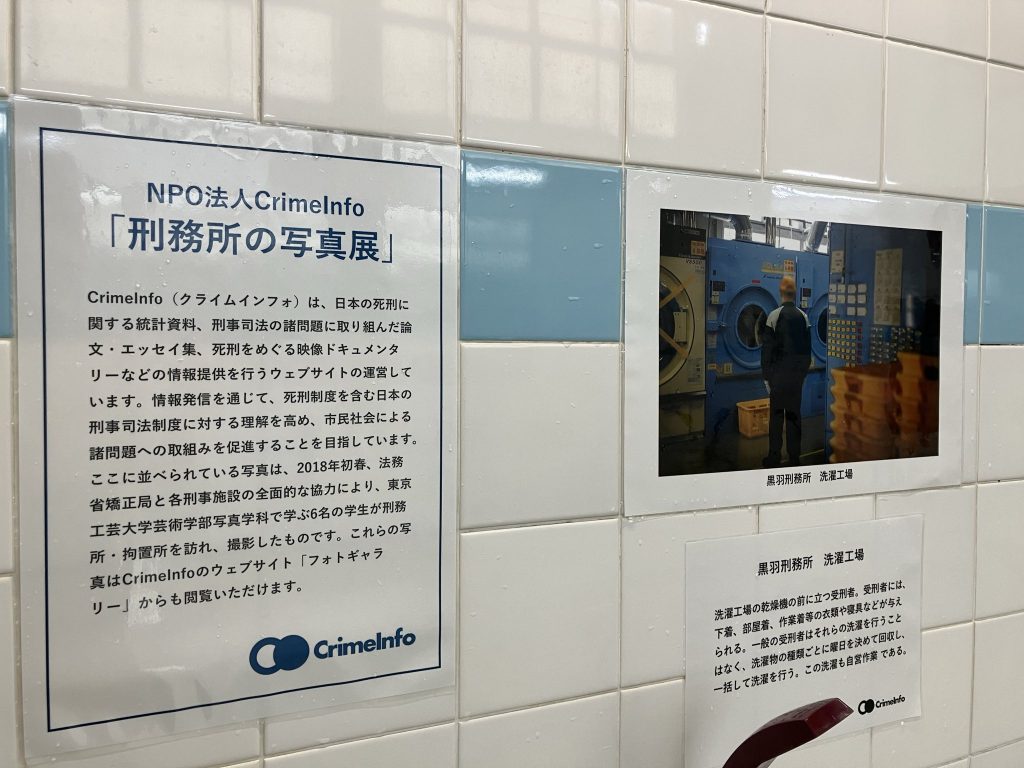 NPO法人CrimeInfo
「刑務所の写真展」
CrimeInfo（クライムインフォ）は、日本の死刑に
関する統計資料、刑事司法の諸問題に取り組んだ論
文・エッセイ集、死刑をめぐる映像ドキュメンタ
リーなどの情報提供を行うウェブサイトの運営して
います。情報発信を通じて、死刑制度を含む日本の
刑事司法制度に対する理解を高め、市民社会による
諸問題への取組みを促進することを目指しています。
ここに並べられている写真は、2018年初春、法務
省矯正局と各刑事施設の全面的な協力により、東京
工芸大学芸術学部写真学科で学ぶ6名の学生が刑務
所・拘置所を訪れ、撮影したものです。これらの写
真はCrimeInfoのウェブサイト「フォトギャラ
リー」からも閲覧いただけます。
CrimeInfo
黒羽刑務所 洗濯工場
黒羽刑務所 洗濯工場
洗濯工場の乾燥機の前に立つ受刑者。受刑者には、
下着、部屋着、作業着等の衣類や寝具などが与え
られる。一般の受刑者はそれらの洗濯を行うこと
はなく、洗濯物の種類ごとに曜日を決めて回収し、
一括して洗濯を行う。この洗濯も自営作業 である。
CrimeInfo